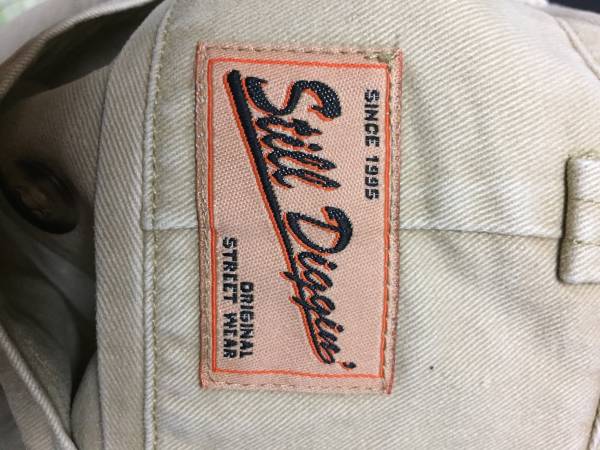 SINCE 1995
Still Diggin'
ORIGINAL
STREET WEAR